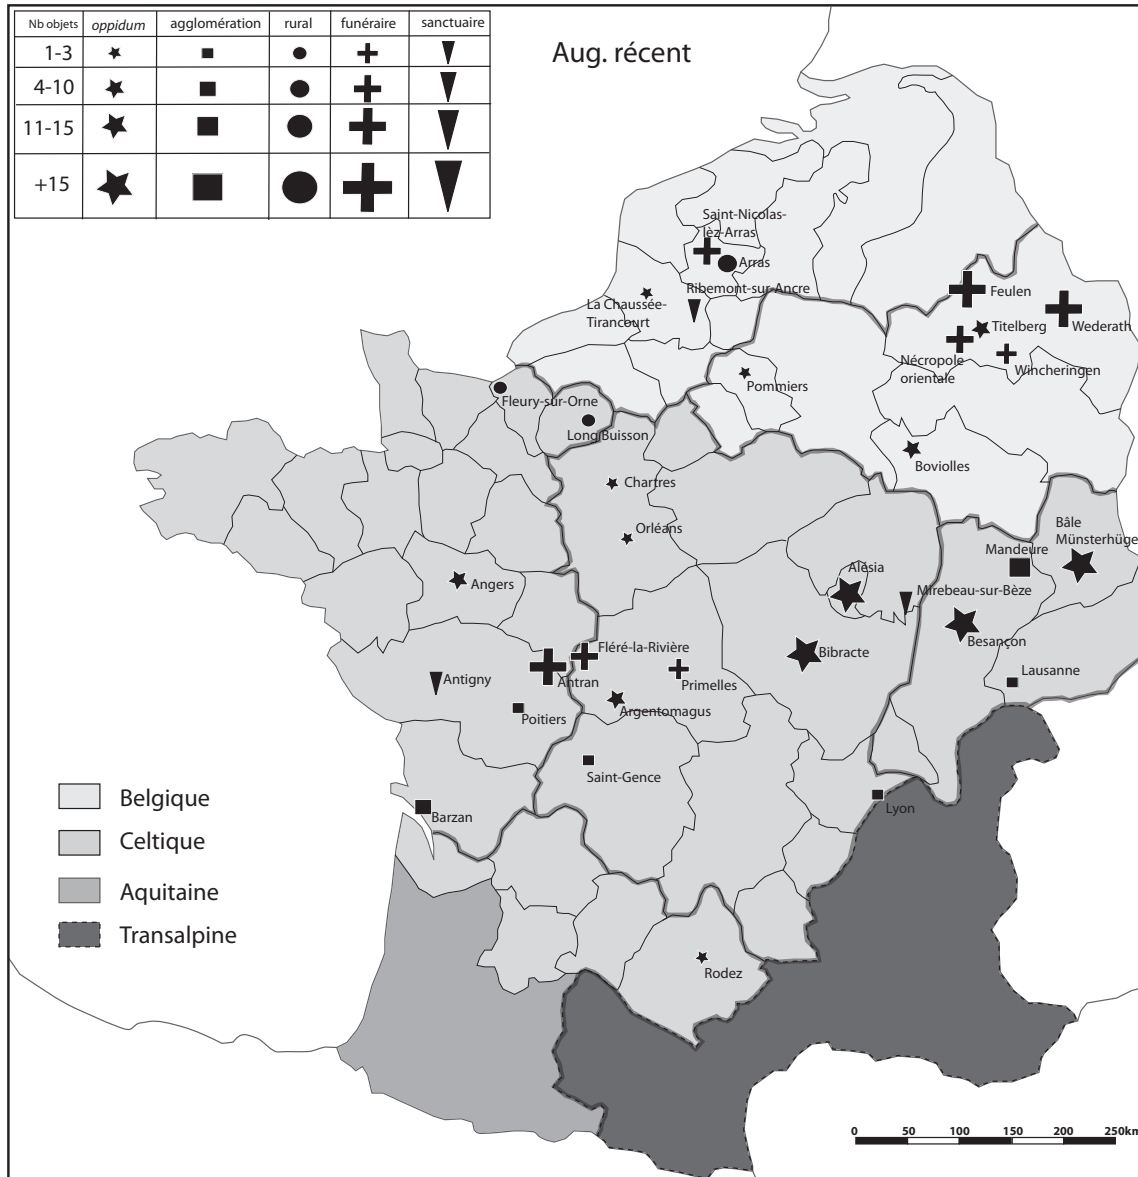 Nb objets oppidum agglomération rural funéraire sanctuaire
1-3
4-10
11-15
+15
Aug. récent
Saint-Nicolas-
lèz-Arras
Arras
Ribemont-sur-Ancre
La Chaussée-
Tirancourt
Feulen
Titelberg
Wederath
Nécropole
orientale
Wincheringen
Pommiers
Fleury-sur-Orne
Long Buisson
Boviolles
Chartres
Orléans
Bâle
Münsterhügel
Mandeure
Alésia
Mirebeau-sur-Bèze
Angers
Besançon
Fléré-la-Rivière
Bibracte
Antigny
Antran
Primelles
Lausanne
Poitiers
Argentomagus
Saint-Gence
Barzan
Lyon
Rodez
Belgique
Celtique
Aquitaine
Transalpine
0 50 100 150 200 250km